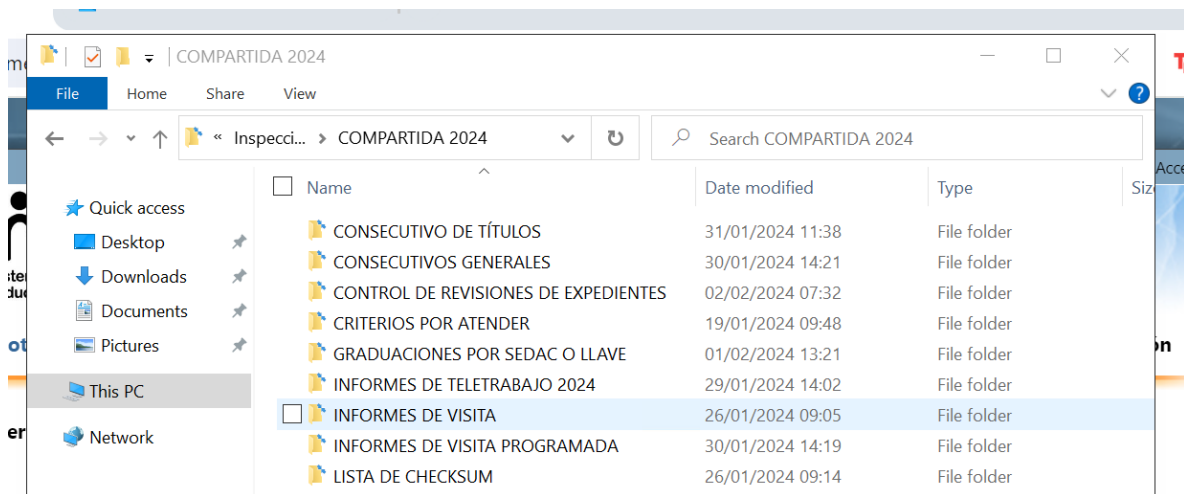 COMPARTIDA 2024
File Home Share View
« Inspecci... > COMPARTIDA 2024 Search COMPARTIDA 2024
Name Date modified Type Siz
Quick access
Desktop
Downloads
Documents
Pictures
This PC
Network
CONSECUTIVO DE TÍTULOS 31/01/2024 11:38 File folder
CONSECUTIVOS GENERALES 30/01/2024 14:21 File folder
CONTROL DE REVISIONES DE EXPEDIENTES 02/02/2024 07:32 File folder
CRITERIOS POR ATENDER 19/01/2024 09:48 File folder
GRADUACIONES POR SEDAC O LLAVE 01/02/2024 13:21 File folder
INFORMES DE TELETRABAJO 2024 29/01/2024 14:02 File folder
INFORMES DE VISITA 26/01/2024 09:05 File folder
INFORMES DE VISITA PROGRAMADA 30/01/2024 14:19 File folder
LISTA DE CHECKSUM 26/01/2024 09:14 File folder